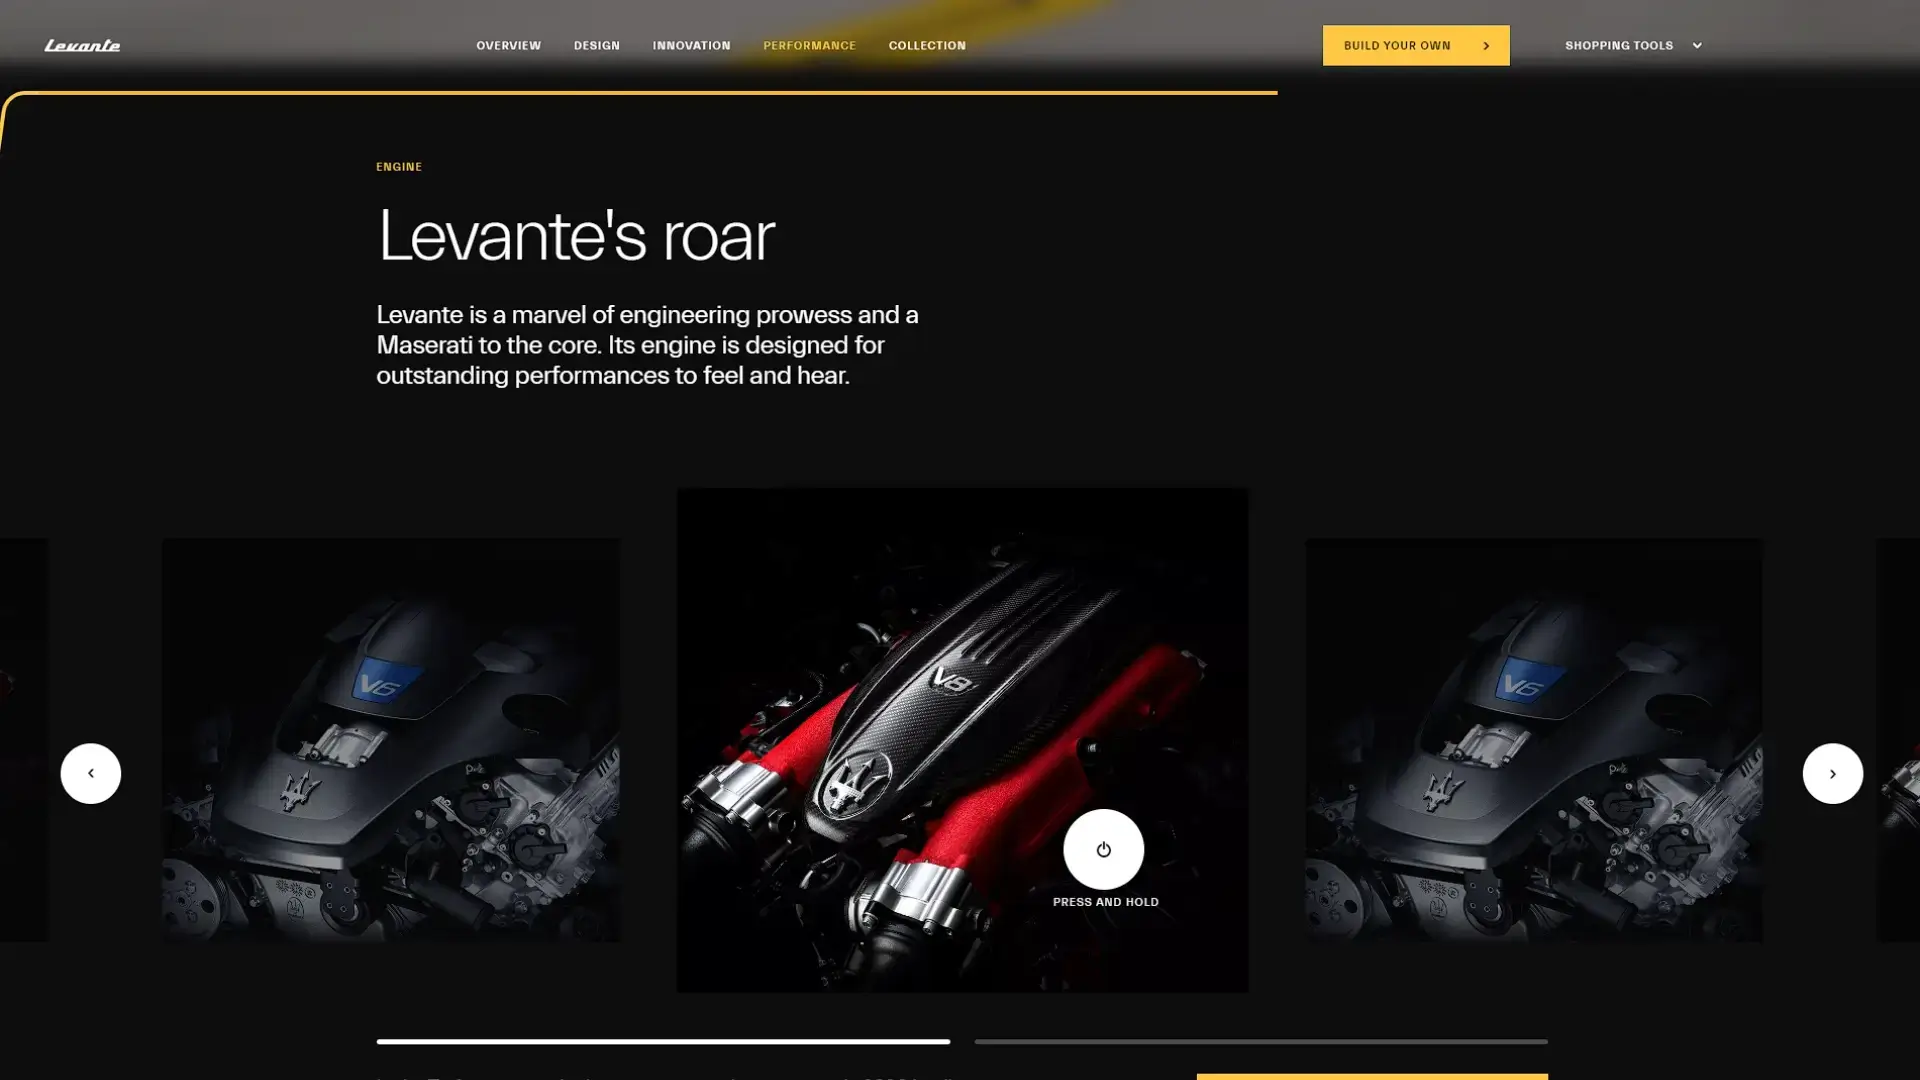 Levante
OVERVIEW
DESIGN
INNOVATION
PERFORMANCE
COLLECTION
BUILD YOUR OWN
SHOPPING TOOLS
ENGINE
Levante's roar
Levante is a marvel of engineering prowess and a
Maserati to the core. Its engine is designed for
outstanding performances to feel and hear.
V6
V8
V6
PRESS AND HOLD